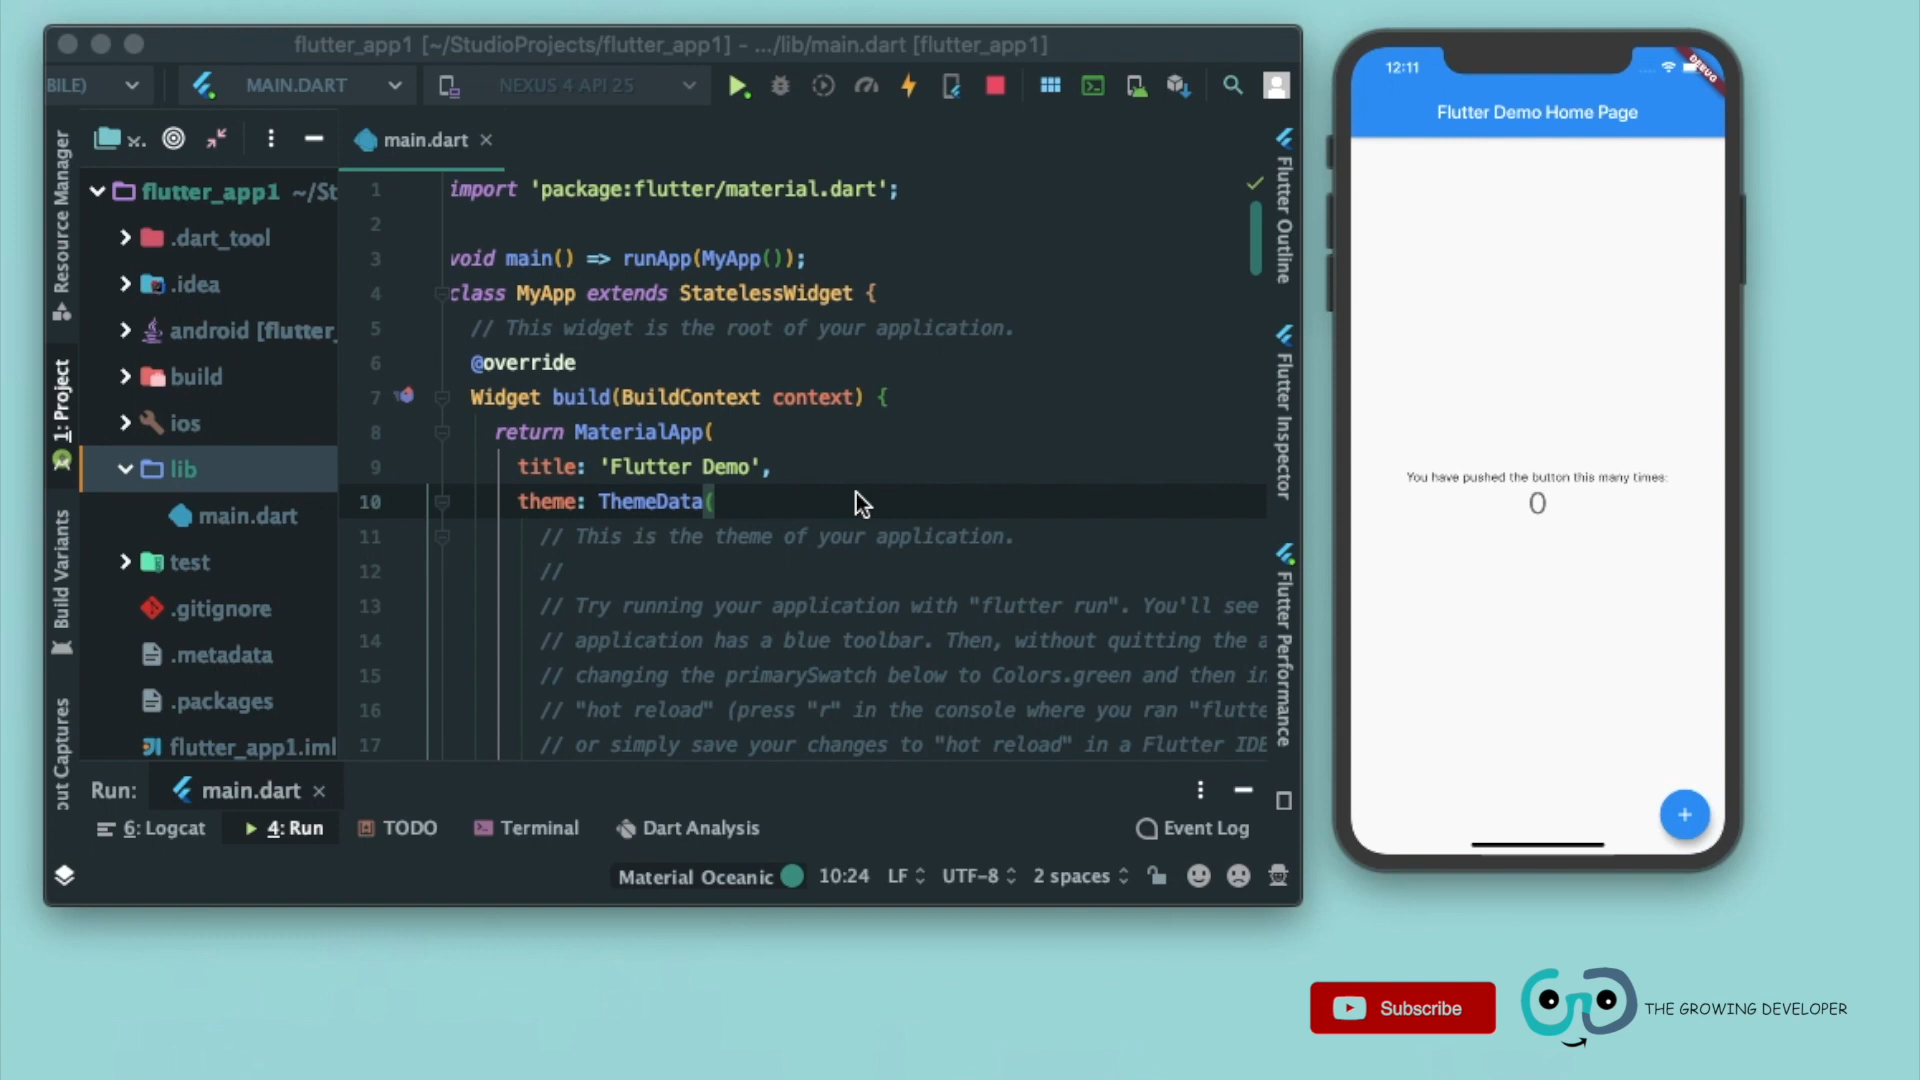 flutter_app1 [~/StudioProjects/flutter_app1] - .../lib/main.dart [flutter_app1]
BILE)
MAIN.DART
NEXUS 4 API 25
x.
main.dart
flutter_app1 ~/St
.dart_tool
.idea
android [flutter_
build
ios
lib
main.dart
test
.gitignore
.metadata
.packages
flutter_app1.iml
Resource Manager
1: Project
Build Variants
out Captures
1 import 'package:flutter/material.dart';
2
3 void main() => runApp(MyApp());
4 class MyApp extends StatelessWidget {
5 // This widget is the root of your application.
6 @override
7 Widget build(BuildContext context) {
8 return MaterialApp(
9 title: 'Flutter Demo',
10 theme: ThemeData(
11 // This is the theme of your application.
12 //
13 // Try running your application with "flutter run". You'll see
14 // application has a blue toolbar. Then, without quitting the a
15 // changing the primarySwatch below to Colors.green and then in
16 // "hot reload" (press "r" in the console where you ran "flutte
17 // or simply save your changes to "hot reload" in a Flutter IDE
Flutter Outline
Flutter Inspector
Flutter Performance
Run:
main.dart
6: Logcat
4: Run
TODO
Terminal
Dart Analysis
Event Log
Material Oceanic
10:24
LF
UTF-8
2 spaces
12:11
DEBUG
Flutter Demo Home Page
You have pushed the button this many times:
0
+
Subscribe
THE GROWING DEVELOPER